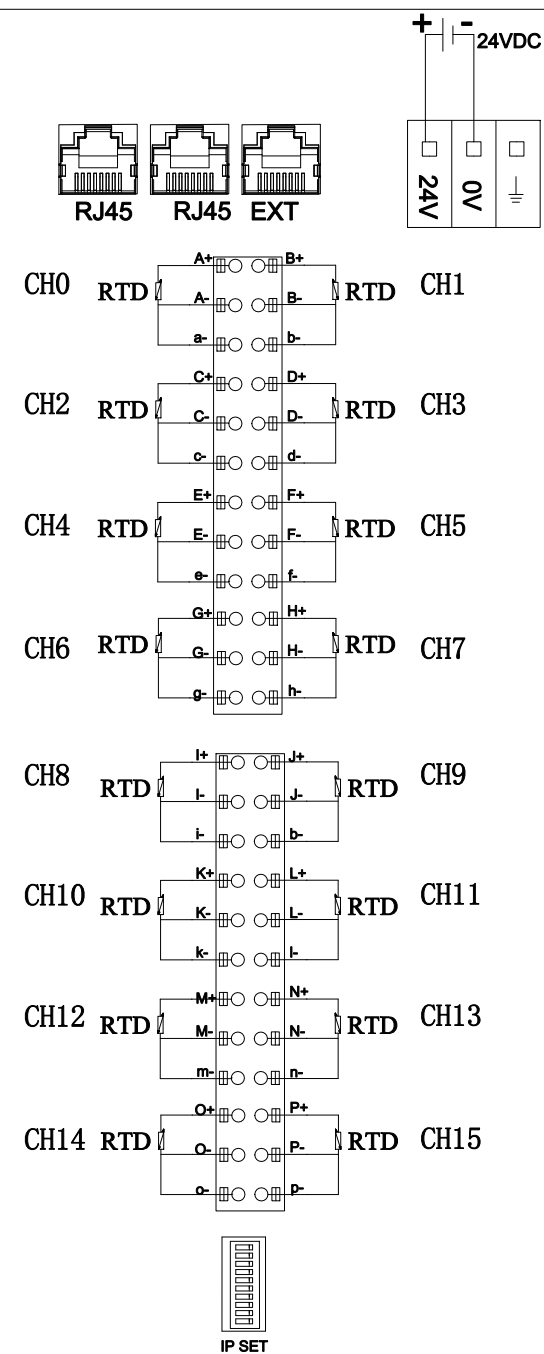 + -
24VDC
RJ45 RJ45 EXT
24V 0V
A+ B+
CH0 RTD A- B- RTD CH1
a- b-
C+ D+
CH2 RTD C- D- RTD CH3
c- d-
E+ F+
CH4 RTD E- F- RTD CH5
e- f-
G+ H+
CH6 RTD G- H- RTD CH7
g- h-
I+ J+
CH8 RTD I- J- RTD CH9
i- b-
K+ L+
CH10 RTD K- L- RTD CH11
k- l-
M+ N+
CH12 RTD M- N- RTD CH13
m- n-
O+ P+
CH14 RTD O- P- RTD CH15
o- p-
IP SET